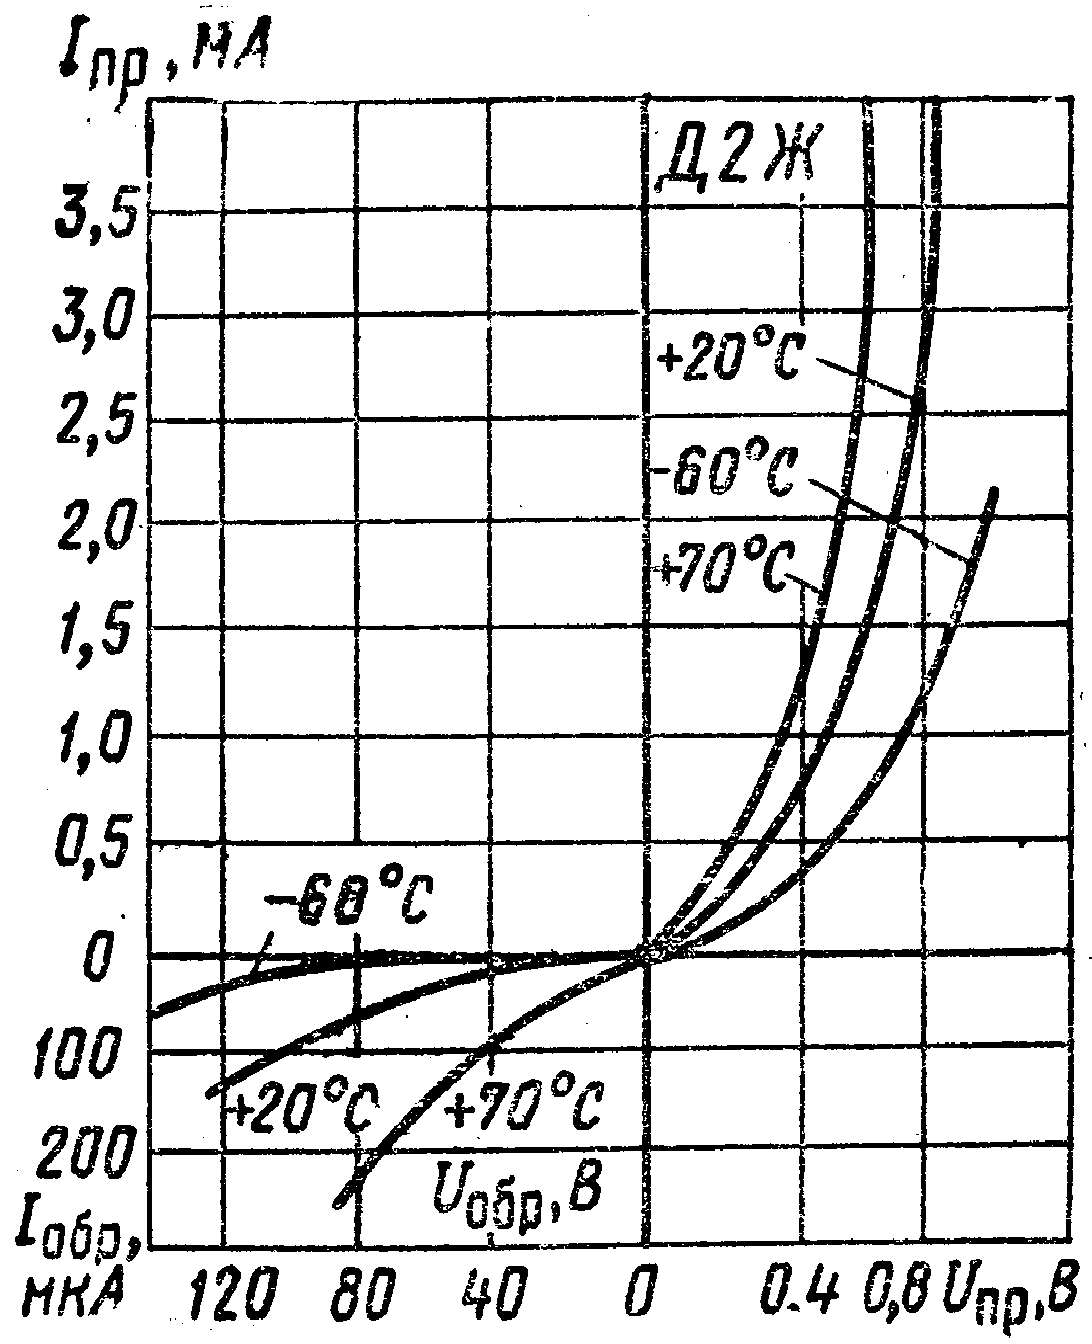 Iпр, мА
Д2Ж
3,5
3,0
+20°С
2,5
-60°С
2,0
+70°С
1,5
1,0
0,5
-60°С
0
100
+20°С +70°С
200
Uобр, В
Iобр,
мкА 120 80 40 0 0.4 0,8 Uпр, В